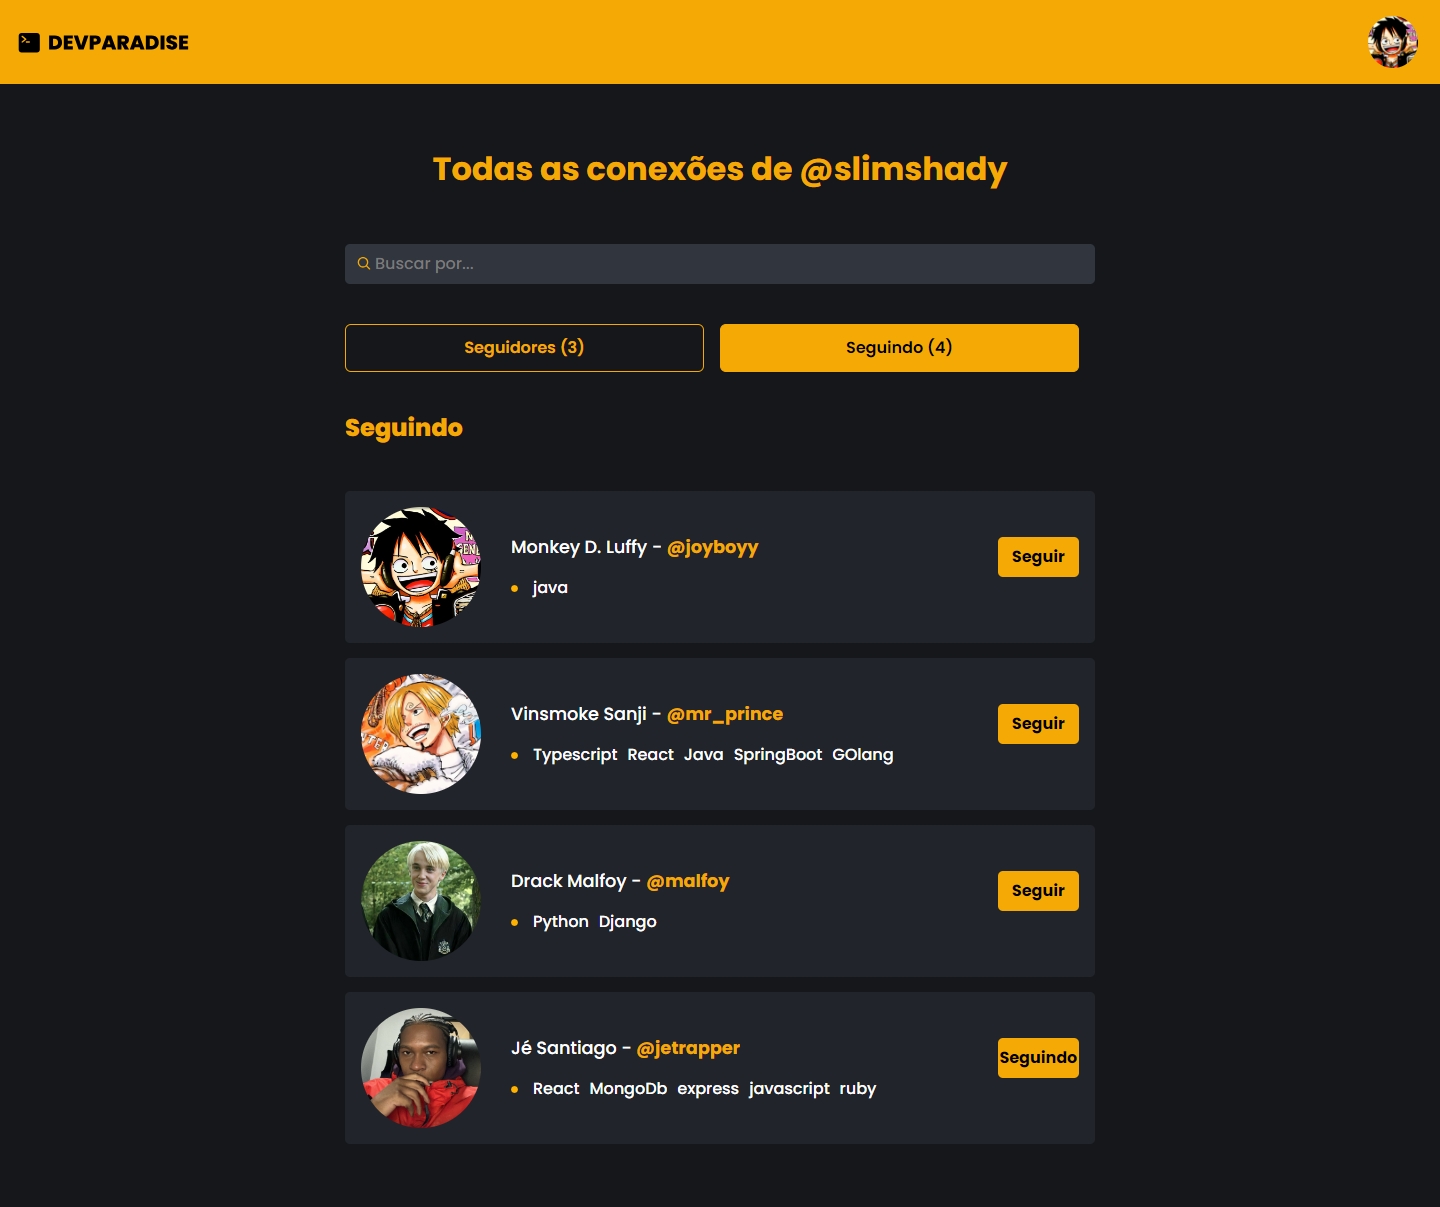 DEVPARADISE
Todas as conexões de @slimshady
Buscar por...
Seguidores (3)
Seguindo (4)
Seguindo
Monkey D. Luffy - @joyboyy
java
Seguir
Vinsmoke Sanji - @mr_prince
Typescript React Java SpringBoot GOlang
Seguir
Drack Malfoy - @malfoy
Python Django
Seguir
Jé Santiago - @jetrapper
React MongoDb express javascript ruby
Seguindo